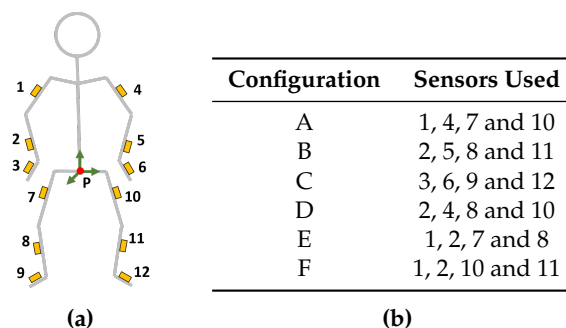 1
4
2
5
3
6
P
7
10
8
11
9
12
(a)
Configuration Sensors Used
A 1, 4, 7 and 10
B 2, 5, 8 and 11
C 3, 6, 9 and 12
D 2, 4, 8 and 10
E 1, 2, 7 and 8
F 1, 2, 10 and 11
(b)